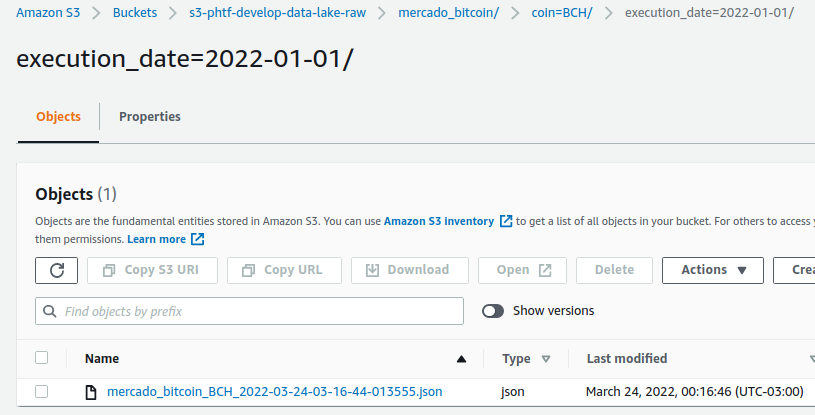 Amazon S3 > Buckets > s3-phtf-develop-data-lake-raw > mercado_bitcoin/ > coin=BCH/ > execution_date=2022-01-01/
execution_date=2022-01-01/
Objects Properties
Objects (1)
Objects are the fundamental entities stored in Amazon S3. You can use Amazon S3 inventory to get a list of all objects in your bucket. For others to access
them permissions. Learn more
Copy S3 URI Copy URL Download Open Delete Actions
Find objects by prefix Show versions
Name Type Last modified
mercado_bitcoin_BCH_2022-03-24-03-16-44-013555.json json March 24, 2022, 00:16:46 (UTC-03:00)